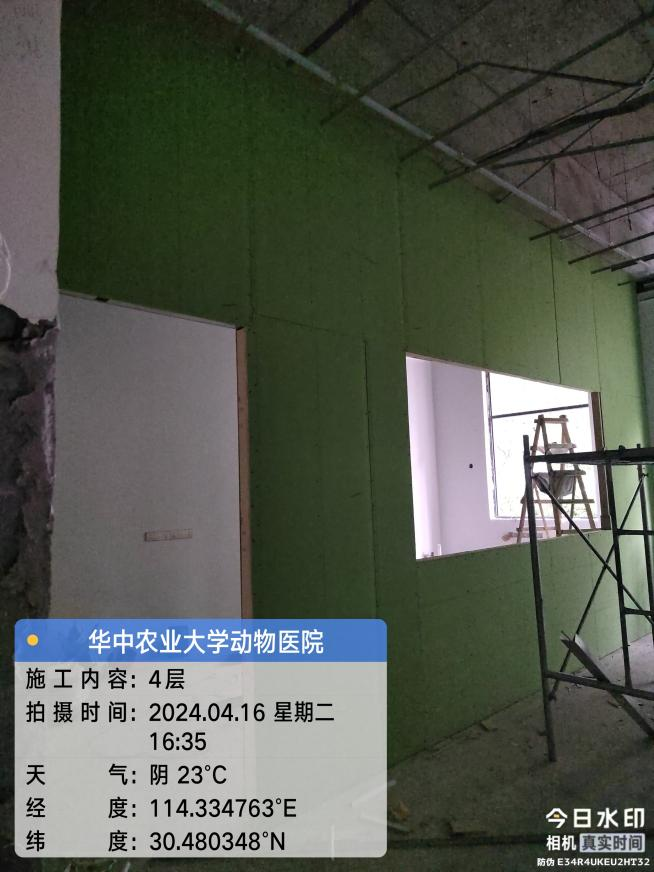 华中农业大学动物医院
施工内容：4层
拍摄时间：2024.04.16 星期二
16:35
天气：阴 23°C
经度：114.334763°E
纬度：30.480348°N
今日水印
相机 真实时间
防伪 E34R4UKEU2HT32